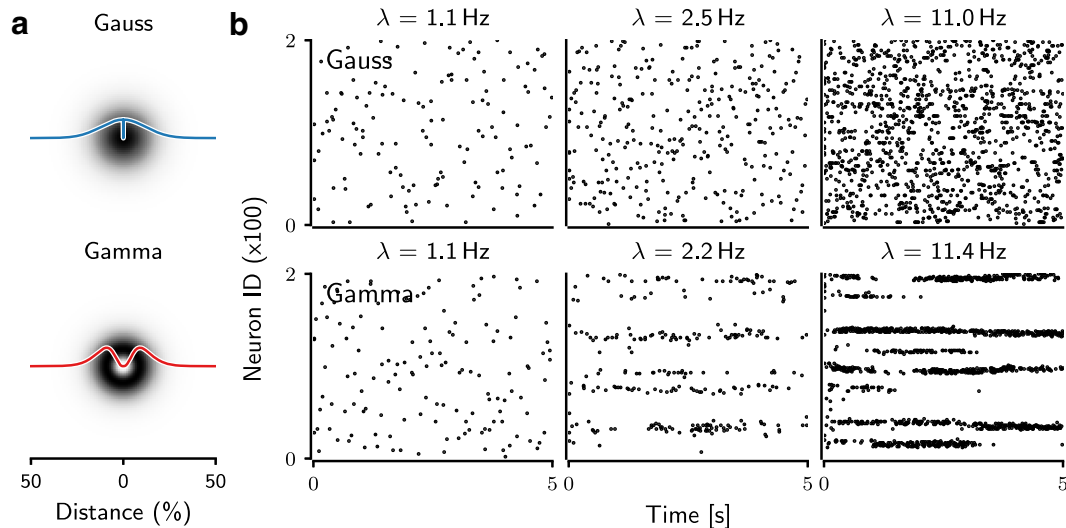 a
Gauss
Gamma
50 0 50
Distance (%)
b
λ = 1.1 Hz
λ = 2.5 Hz
λ = 11.0 Hz
Gauss
2
0
λ = 1.1 Hz
λ = 2.2 Hz
λ = 11.4 Hz
Gamma
2
0
Neuron ID (x100)
0 5
0 5
0 5
Time [s]